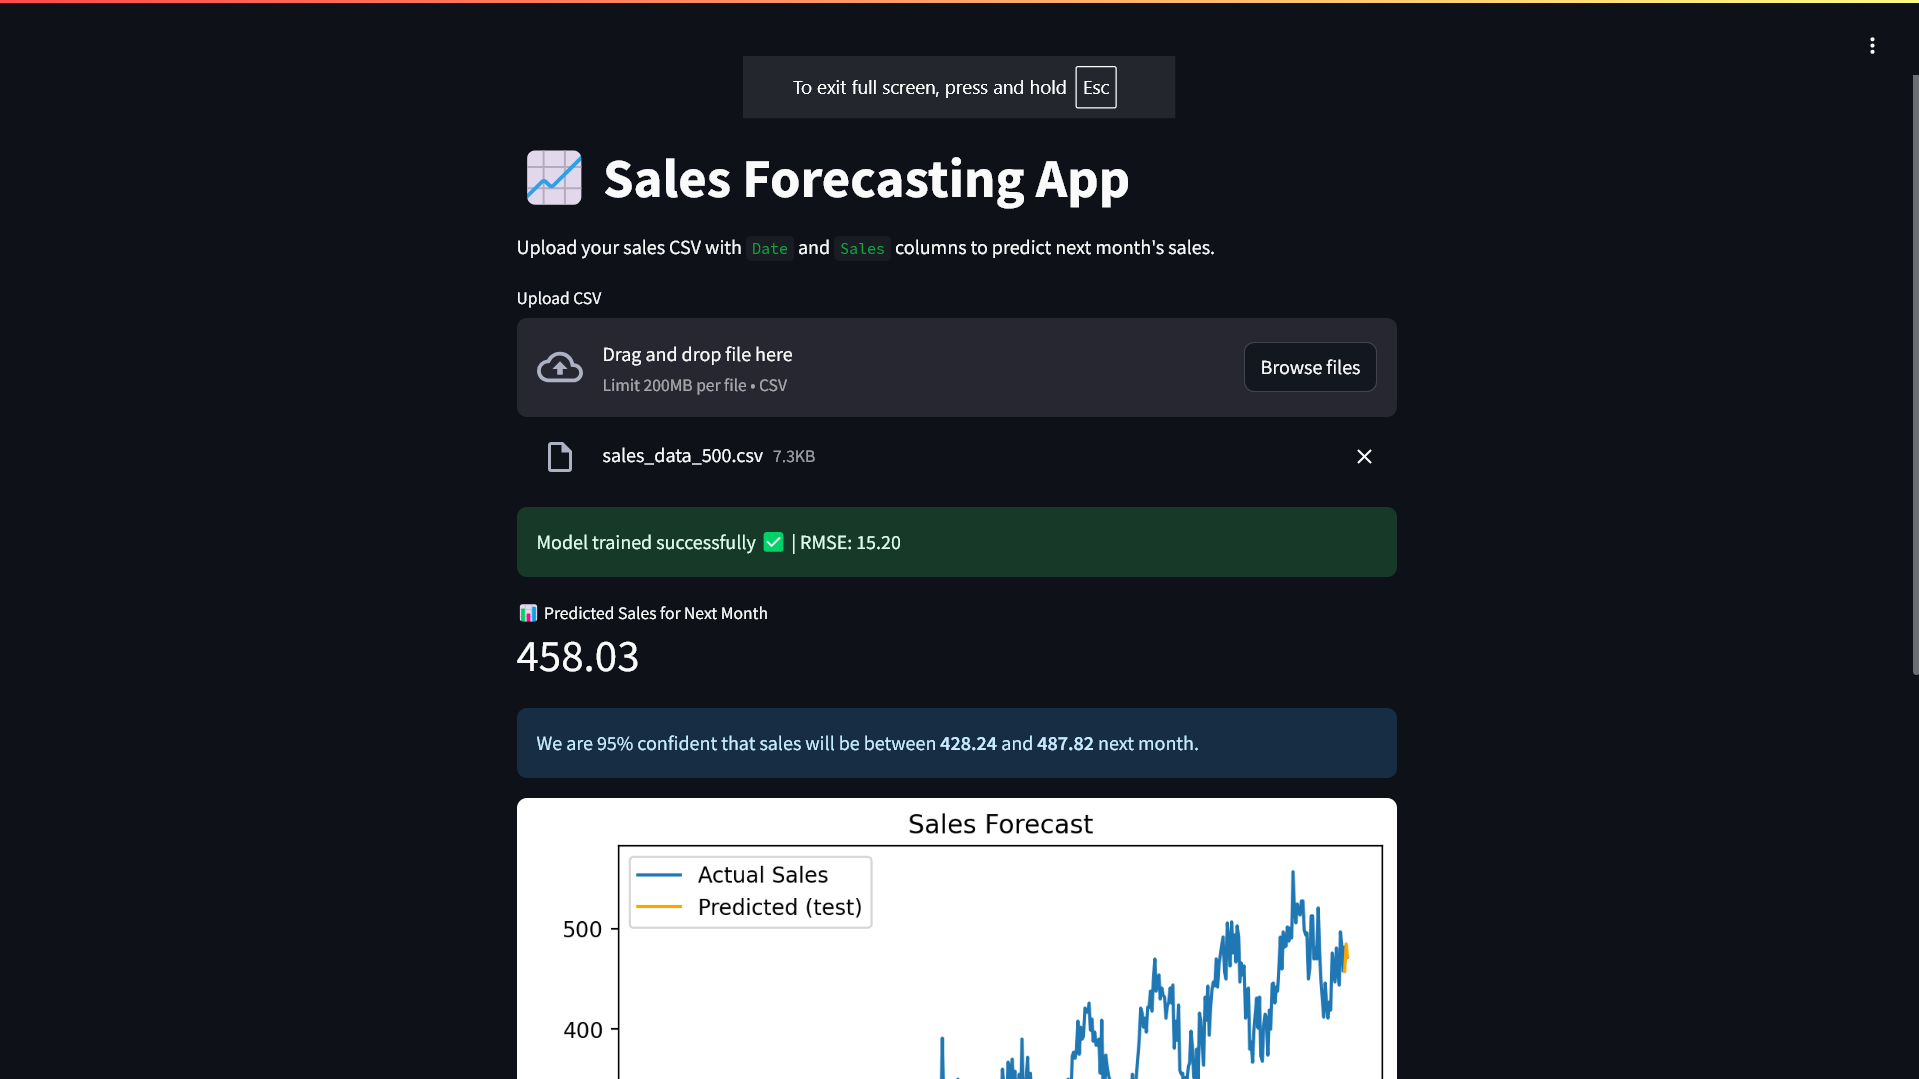 To exit full screen, press and hold Esc
Sales Forecasting App
Upload your sales CSV with Date and Sales columns to predict next month's sales.
Upload CSV
Drag and drop file here
Limit 200MB per file • CSV
Browse files
sales_data_500.csv 7.3KB
Model trained successfully ✅ | RMSE: 15.20
📊 Predicted Sales for Next Month
458.03
We are 95% confident that sales will be between 428.24 and 487.82 next month.
Sales Forecast
Actual Sales
Predicted (test)
500
400